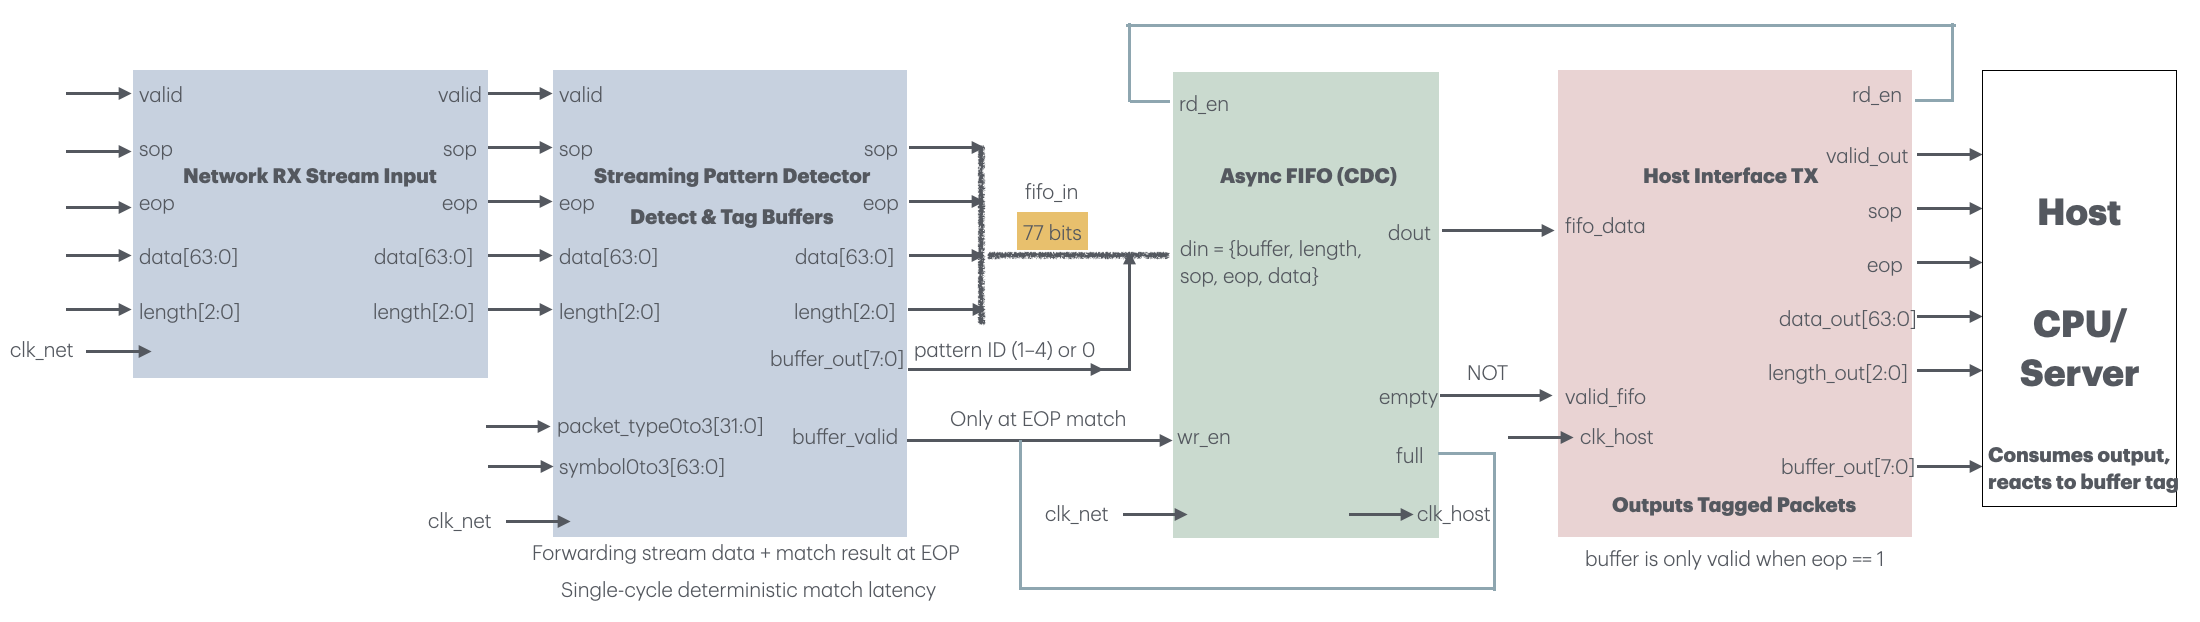 valid
sop
eop
data[63:0]
length[2:0]
clk_net
valid
sop
eop
data[63:0]
length[2:0]
Network RX Stream Input
valid
sop
eop
data[63:0]
length[2:0]
packet_type0to3[31:0]
symbol0to3[63:0]
clk_net
Streaming Pattern Detector
Detect & Tag Buffers
sop
eop
data[63:0]
length[2:0]
buffer_out[7:0]
buffer_valid
Forwarding stream data + match result at EOP
Single-cycle deterministic match latency
fifo_in
77 bits
pattern ID (1–4) or 0
Only at EOP match
clk_net
rd_en
Async FIFO (CDC)
din = {buffer, length,
sop, eop, data}
wr_en
dout
empty
full
clk_host
NOT
fifo_data
valid_fifo
clk_host
Host Interface TX
rd_en
valid_out
sop
eop
data_out[63:0]
length_out[2:0]
buffer_out[7:0]
Outputs Tagged Packets
buffer is only valid when eop == 1
Host
CPU/
Server
Consumes output,
reacts to buffer tag